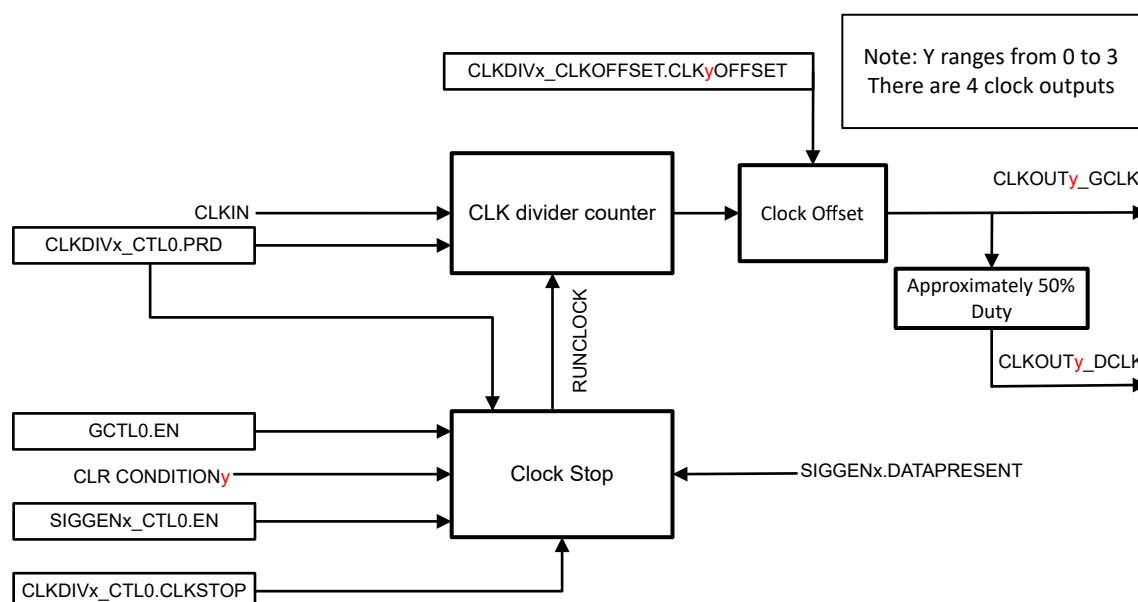 CLKDIVx_CLKOFFSET.CLKyOFFSET
Note: Y ranges from 0 to 3
There are 4 clock outputs
CLKIN
CLKDIVx_CTL0.PRD
CLK divider counter
Clock Offset
CLKOUTy_GCLK
Approximately 50%
Duty
CLKOUTy_DCLK
RUNCLOCK
GCTL0.EN
CLR CONDITIONy
SIGGENx_CTL0.EN
CLKDIVx_CTL0.CLKSTOP
Clock Stop
SIGGENx.DATAPRESENT